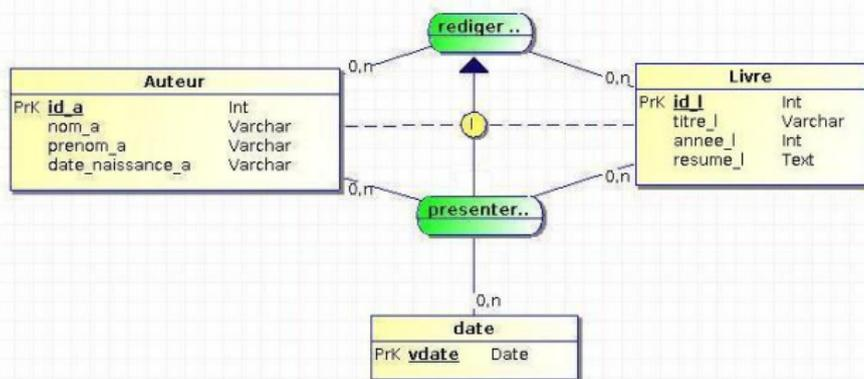 rediger ..
0,n
0,n
Auteur
PrK id_a Int
nom_a Varchar
prenom_a Varchar
date_naissance_a Varchar
Livre
PrK id_l Int
titre_l Varchar
annee_l Int
resume_l Text
I
0,n
0,n
presenter..
0,n
date
PrK vdate Date